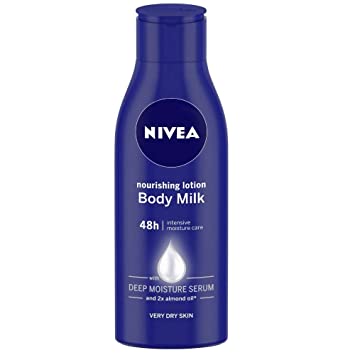 NIVEA
nourishing lotion
Body Milk
48h intensive
moisture care
with
DEEP MOISTURE SERUM
and 2x almond oil*
VERY DRY SKIN